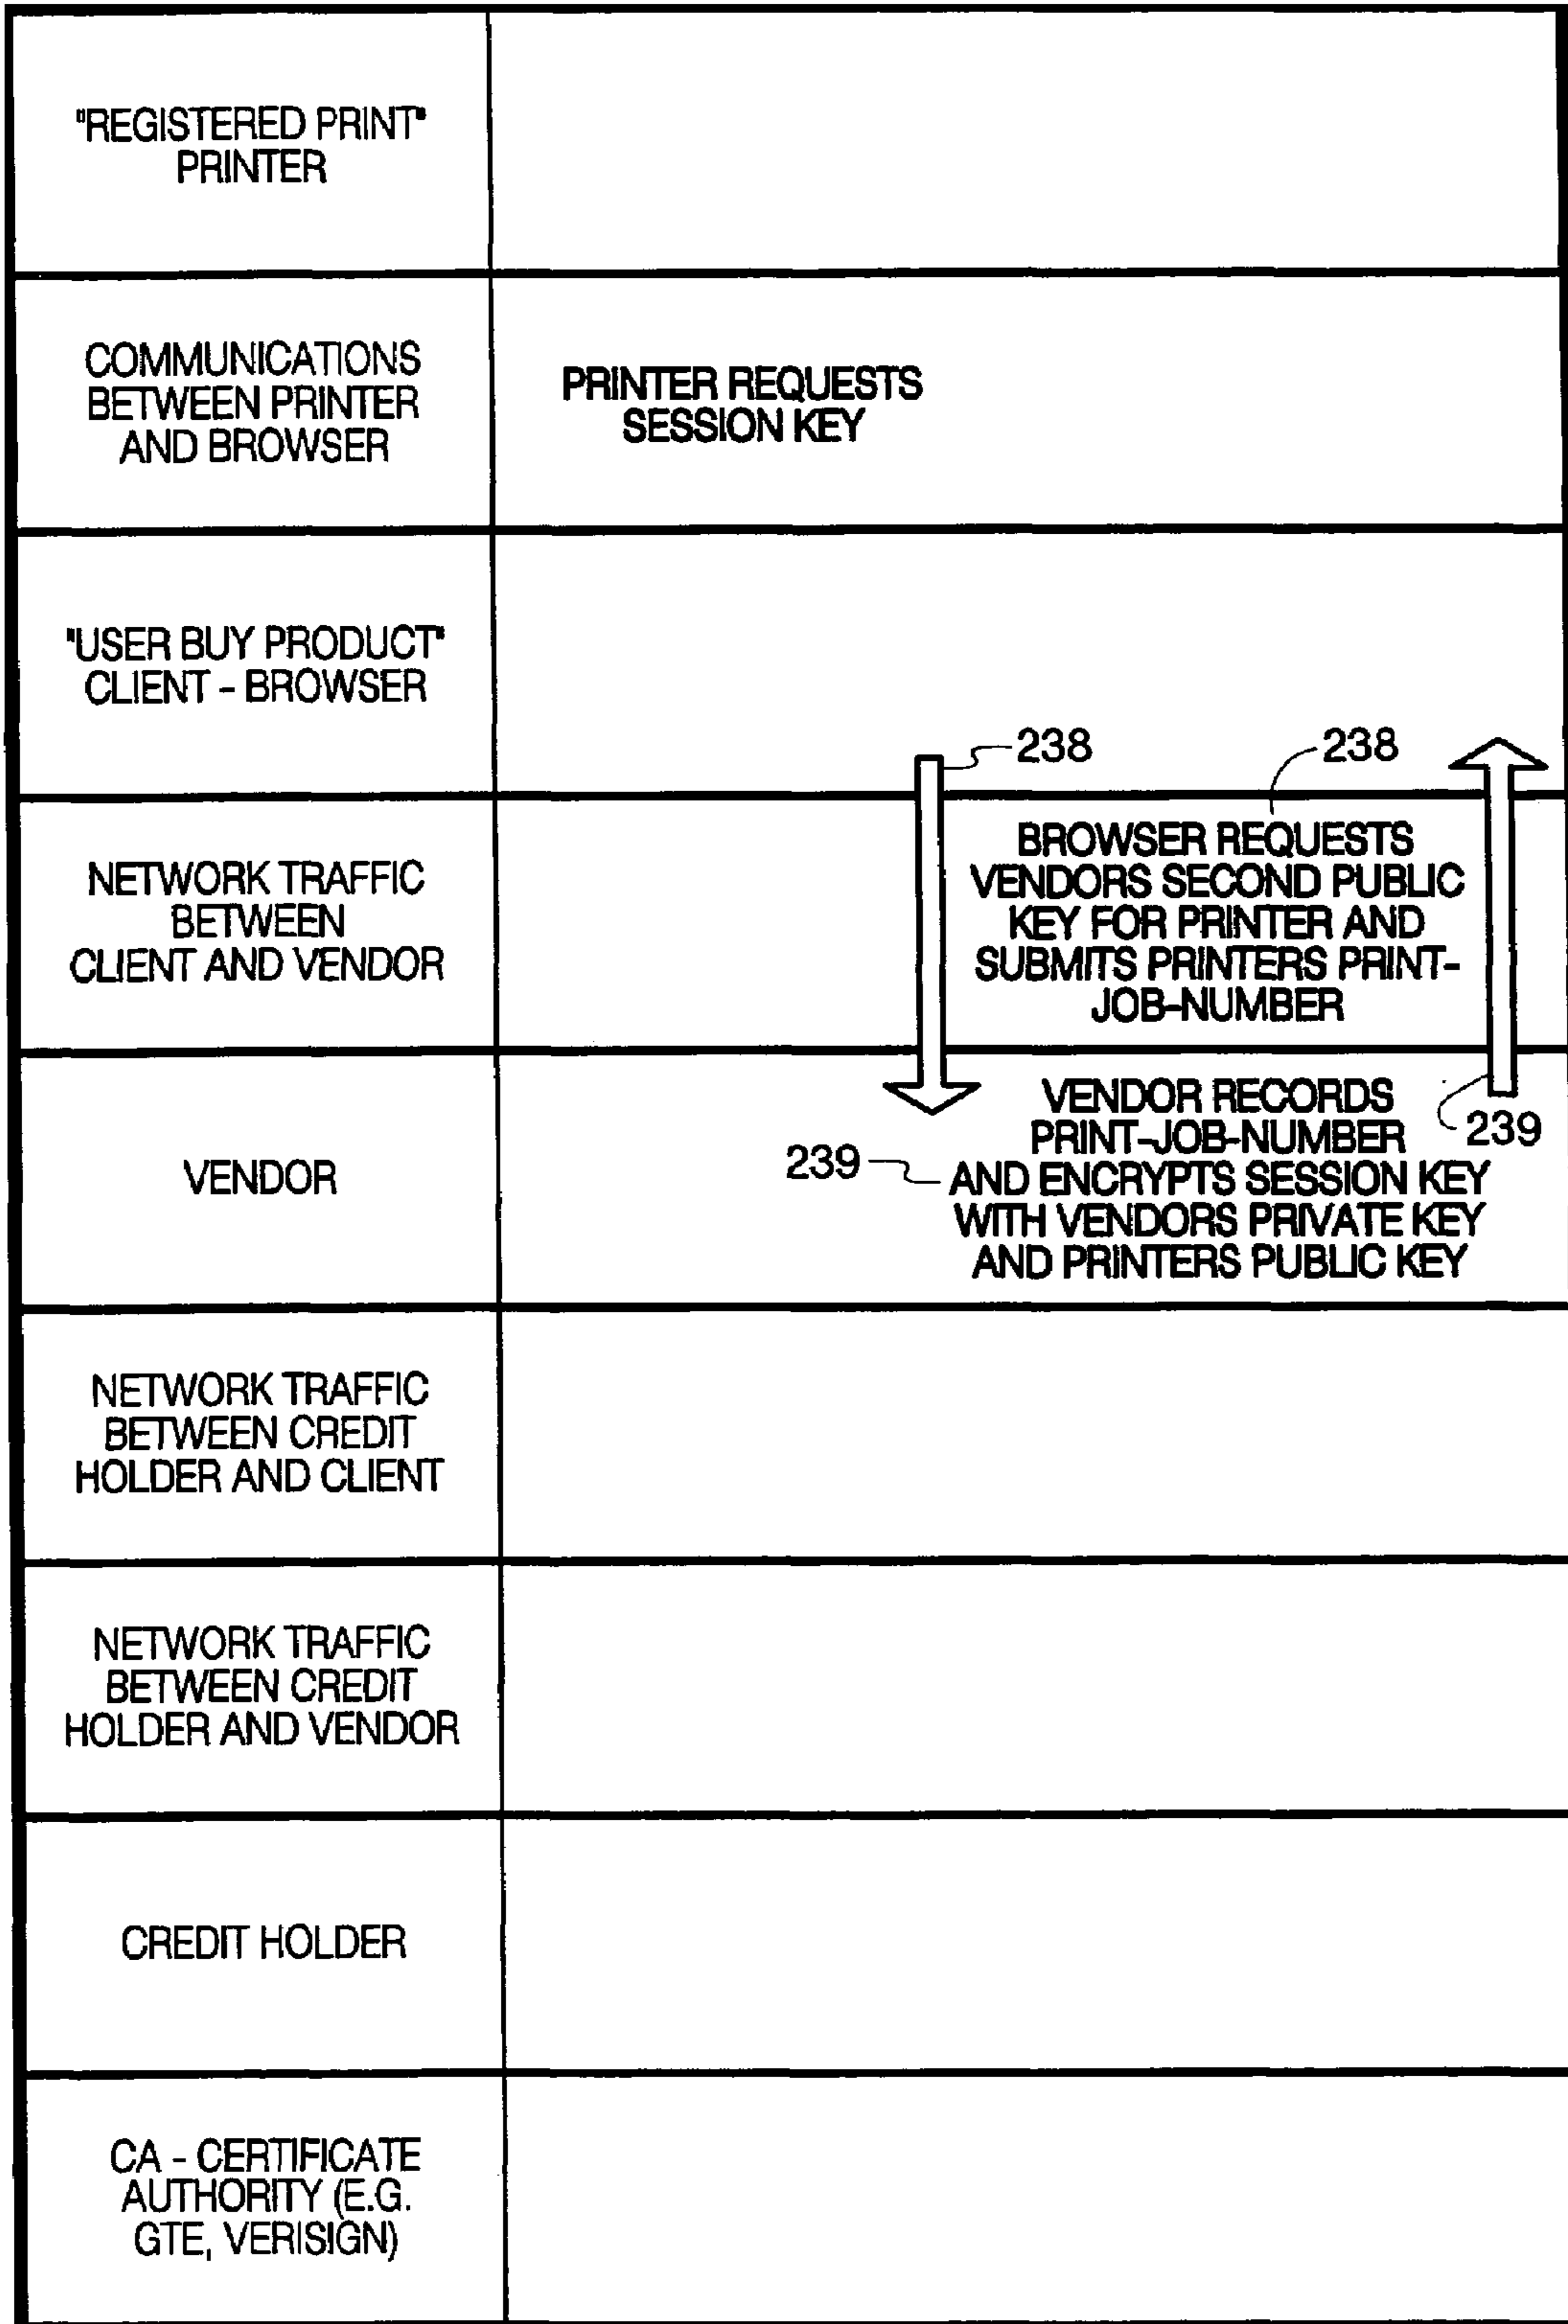 "REGISTERED PRINT"
PRINTER
COMMUNICATIONS
BETWEEN PRINTER
AND BROWSER
PRINTER REQUESTS
SESSION KEY
"USER BUY PRODUCT"
CLIENT - BROWSER
238
238
NETWORK TRAFFIC
BETWEEN
CLIENT AND VENDOR
BROWSER REQUESTS
VENDORS SECOND PUBLIC
KEY FOR PRINTER AND
SUBMITS PRINTERS PRINT-
JOB-NUMBER
VENDOR
VENDOR RECORDS
PRINT-JOB-NUMBER
AND ENCRYPTS SESSION KEY
WITH VENDORS PRIVATE KEY
AND PRINTERS PUBLIC KEY
239
239
NETWORK TRAFFIC
BETWEEN CREDIT
HOLDER AND CLIENT
NETWORK TRAFFIC
BETWEEN CREDIT
HOLDER AND VENDOR
CREDIT HOLDER
CA - CERTIFICATE
AUTHORITY (E.G.
GTE, VERISIGN)